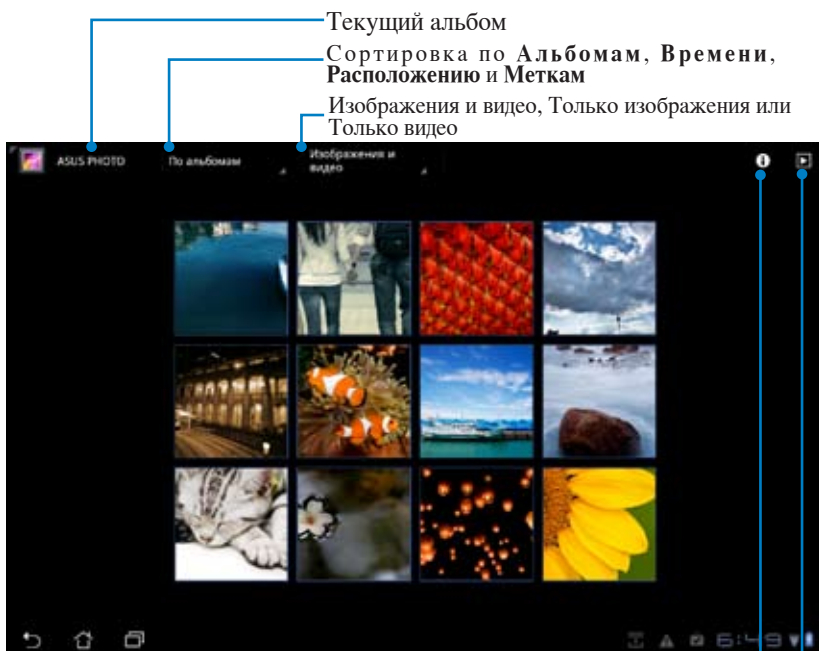 Текущий альбом
Сортировка по Альбомам, Времени,
Расположению и Меткам
Изображения и видео, Только изображения или
Только видео
ASUS PHOTO
По альбомам
Изображения и
видео
6:49